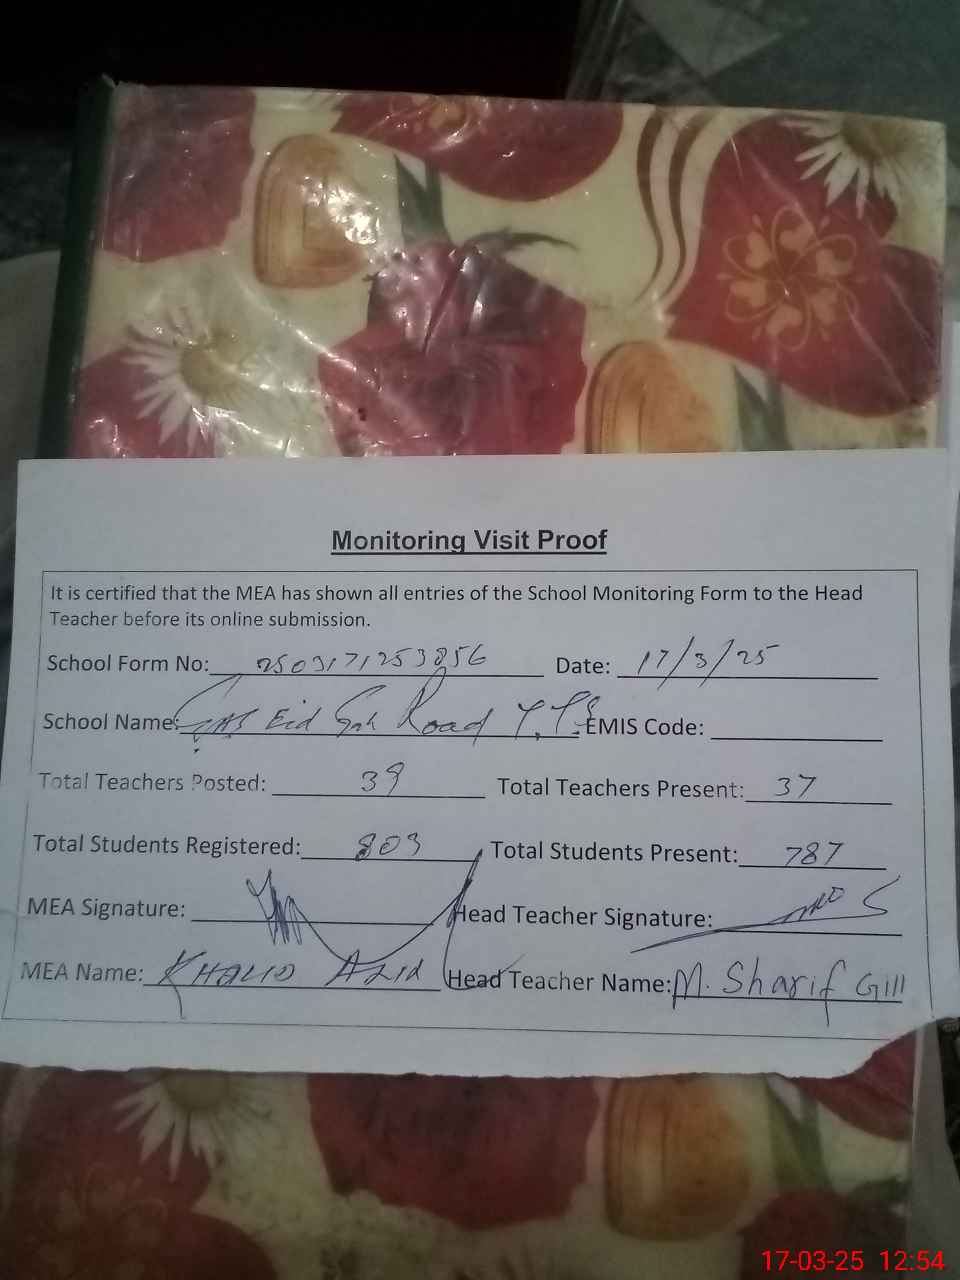 Monitoring Visit Proof
It is certified that the MEA has shown all entries of the School Monitoring Form to the Head
Teacher before its online submission.
School Form No: 2503171253856 Date: 17/3/25
School Name: Eid Gah Road EMIS Code:
Total Teachers Posted: 39 Total Teachers Present: 37
Total Students Registered: 803 Total Students Present: 787
MEA Signature: Head Teacher Signature:
MEA Name: KHALID Head Teacher Name: M. Sharif Gill
17-03-25 12:54